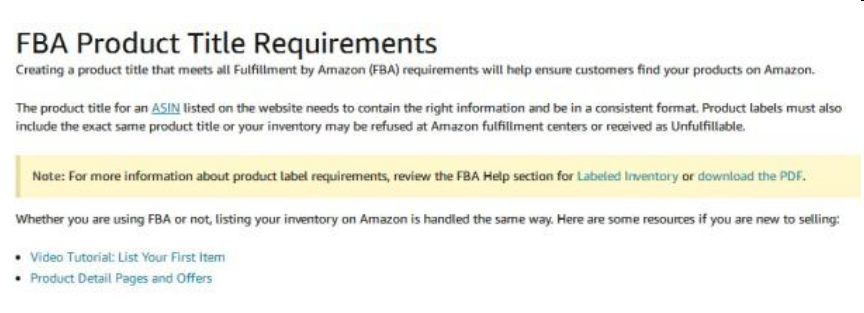 FBA Product Title Requirements
Creating a product title that meets all Fulfillment by Amazon (FBA) requirements will help ensure customers find your products on Amazon.
The product title for an ASIN listed on the website needs to contain the right information and be in a consistent format. Product labels must also
include the exact same product title or your inventory may be refused at Amazon fulfillment centers or received as Unfulfillable.
Note: For more information about product label requirements, review the FBA Help section for Labeled Inventory or download the PDF.
Whether you are using FBA or not, listing your inventory on Amazon is handled the same way. Here are some resources if you are new to selling:
• Video Tutorial: List Your First Item
• Product Detail Pages and Offers